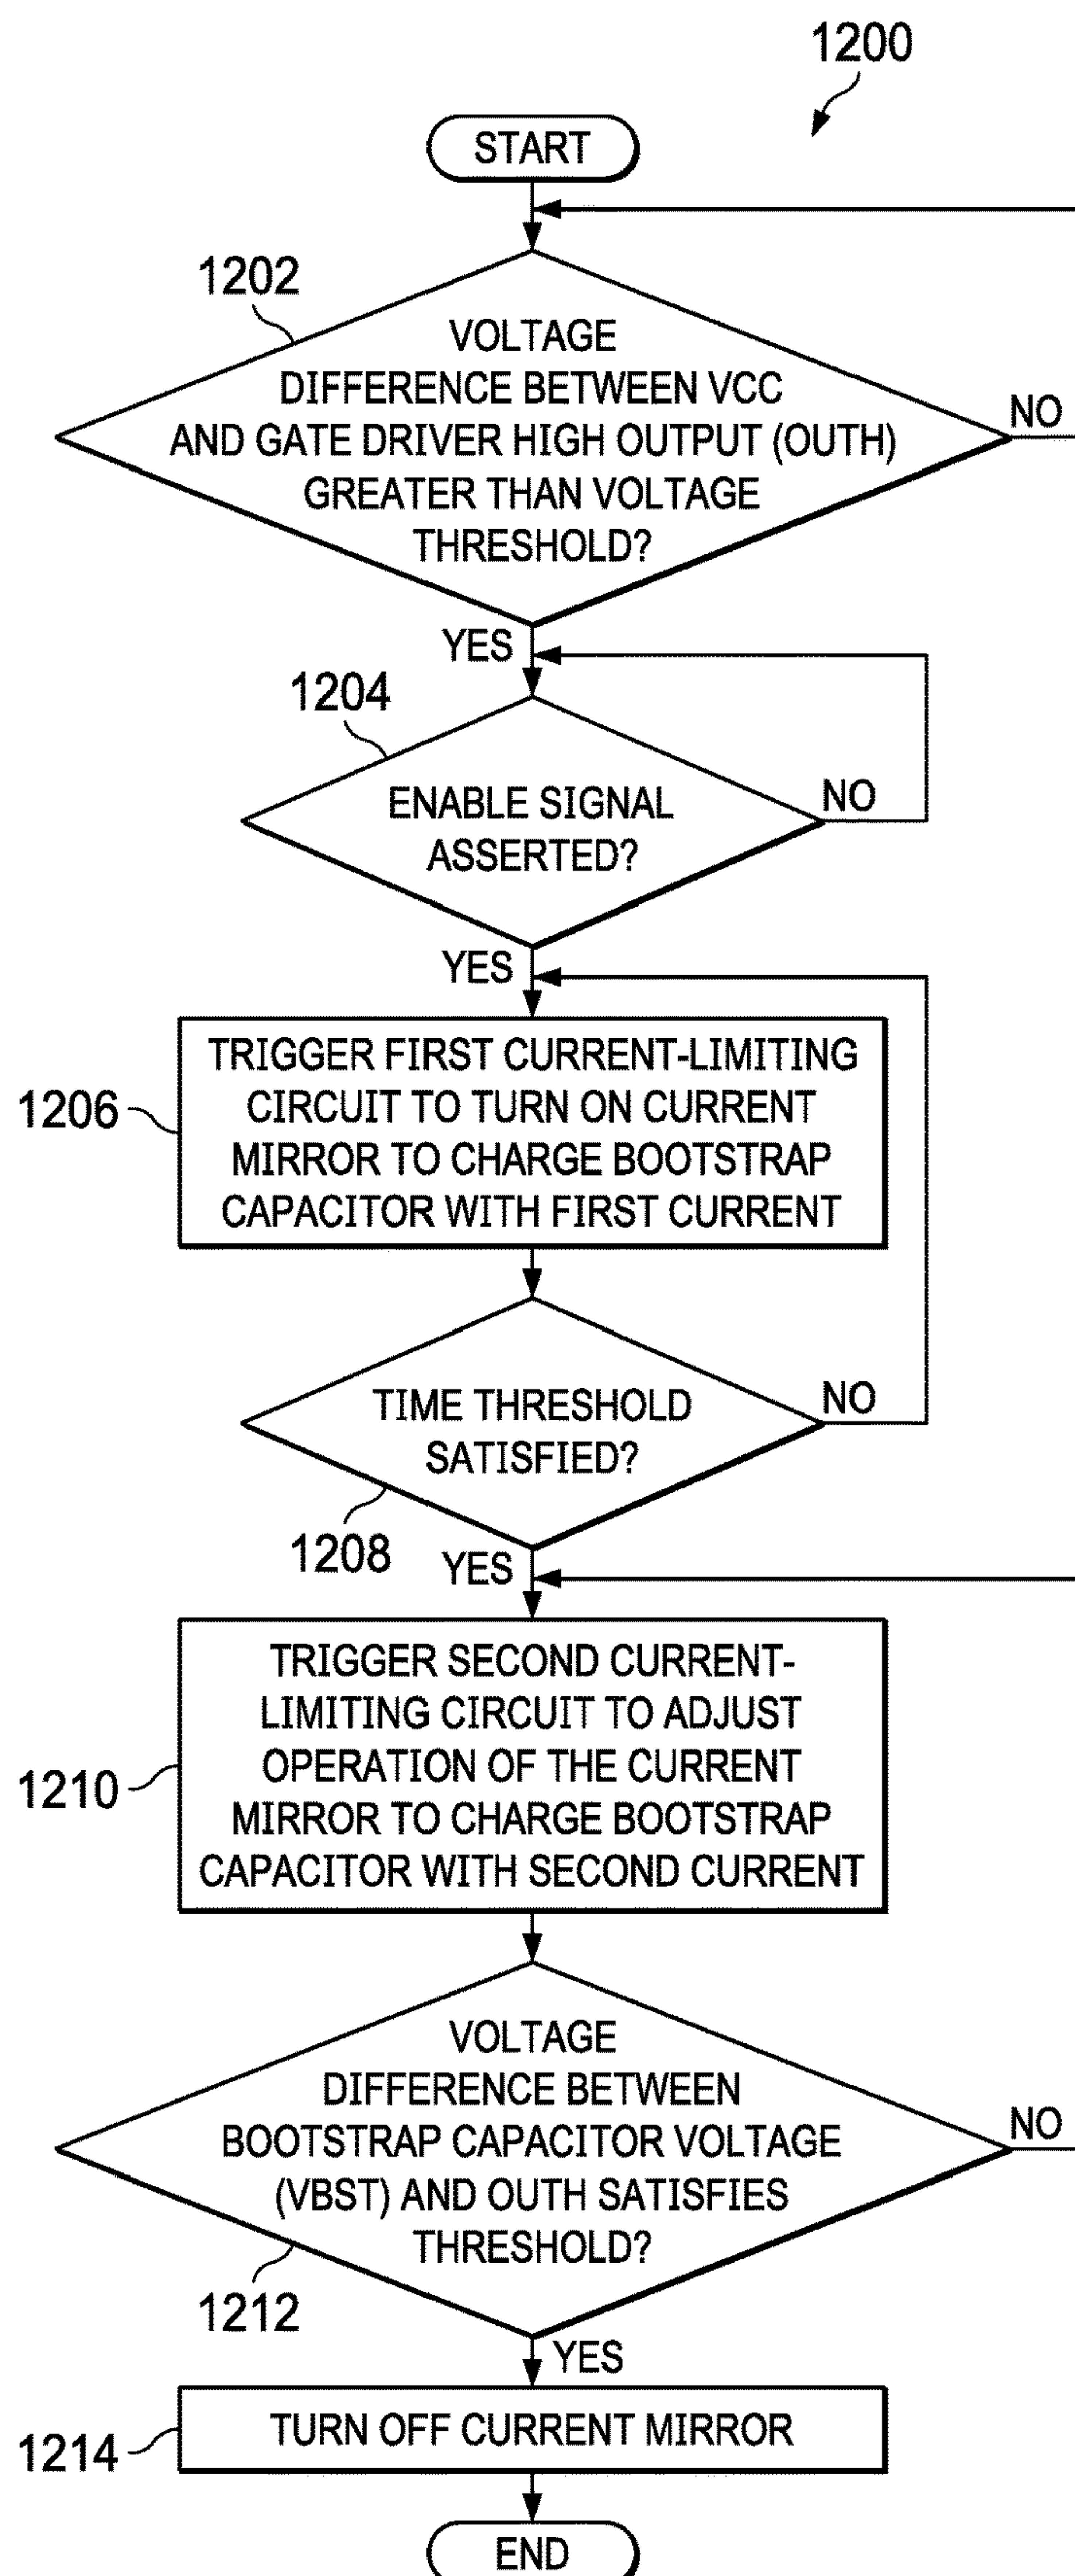 1200
START
1202
VOLTAGE
DIFFERENCE BETWEEN VCC
AND GATE DRIVER HIGH OUTPUT (OUTH)
GREATER THAN VOLTAGE
THRESHOLD?
NO
YES
1204
ENABLE SIGNAL
ASSERTED?
NO
YES
1206
TRIGGER FIRST CURRENT-LIMITING
CIRCUIT TO TURN ON CURRENT
MIRROR TO CHARGE BOOTSTRAP
CAPACITOR WITH FIRST CURRENT
TIME THRESHOLD
SATISFIED?
NO
1208
YES
1210
TRIGGER SECOND CURRENT-
LIMITING CIRCUIT TO ADJUST
OPERATION OF THE CURRENT
MIRROR TO CHARGE BOOTSTRAP
CAPACITOR WITH SECOND CURRENT
VOLTAGE
DIFFERENCE BETWEEN
BOOTSTRAP CAPACITOR VOLTAGE
(VBST) AND OUTH SATISFIES
THRESHOLD?
NO
1212
YES
1214
TURN OFF CURRENT MIRROR
END